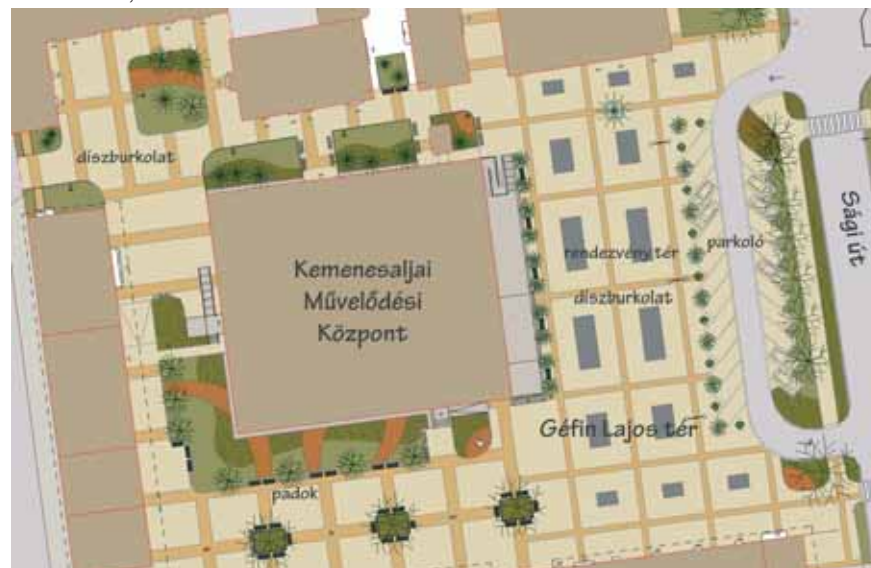 díszburkolat
Sági út
rendezvény tér
parkoló
Kemenesaljai
Művelődési
Központ
díszburkolat
Géfin Lajos tér
padok